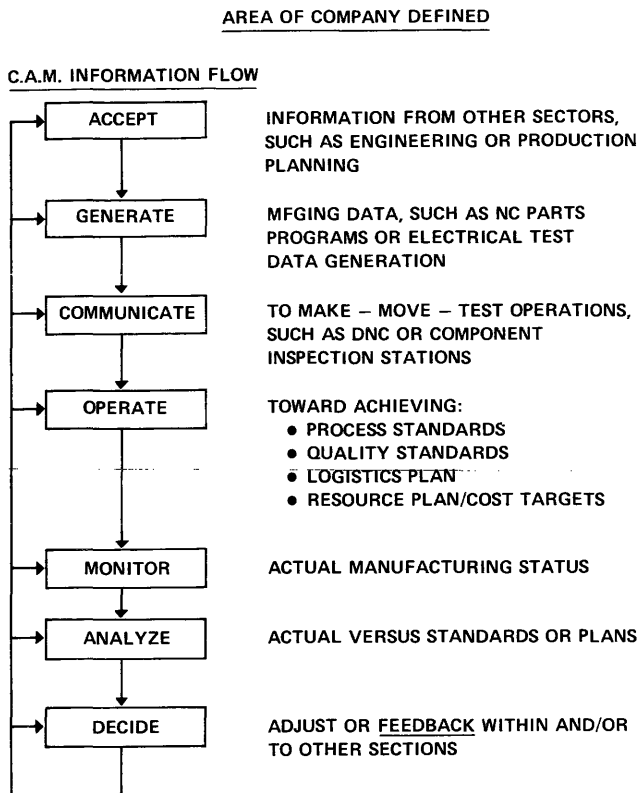 AREA OF COMPANY DEFINED
C.A.M. INFORMATION FLOW
ACCEPT
INFORMATION FROM OTHER SECTORS,
SUCH AS ENGINEERING OR PRODUCTION
PLANNING
GENERATE
MFGING DATA, SUCH AS NC PARTS
PROGRAMS OR ELECTRICAL TEST
DATA GENERATION
COMMUNICATE
TO MAKE – MOVE – TEST OPERATIONS,
SUCH AS DNC OR COMPONENT
INSPECTION STATIONS
OPERATE
TOWARD ACHIEVING:
● PROCESS STANDARDS
● QUALITY STANDARDS
● LOGISTICS PLAN
● RESOURCE PLAN/COST TARGETS
MONITOR
ACTUAL MANUFACTURING STATUS
ANALYZE
ACTUAL VERSUS STANDARDS OR PLANS
DECIDE
ADJUST OR FEEDBACK WITHIN AND/OR
TO OTHER SECTIONS